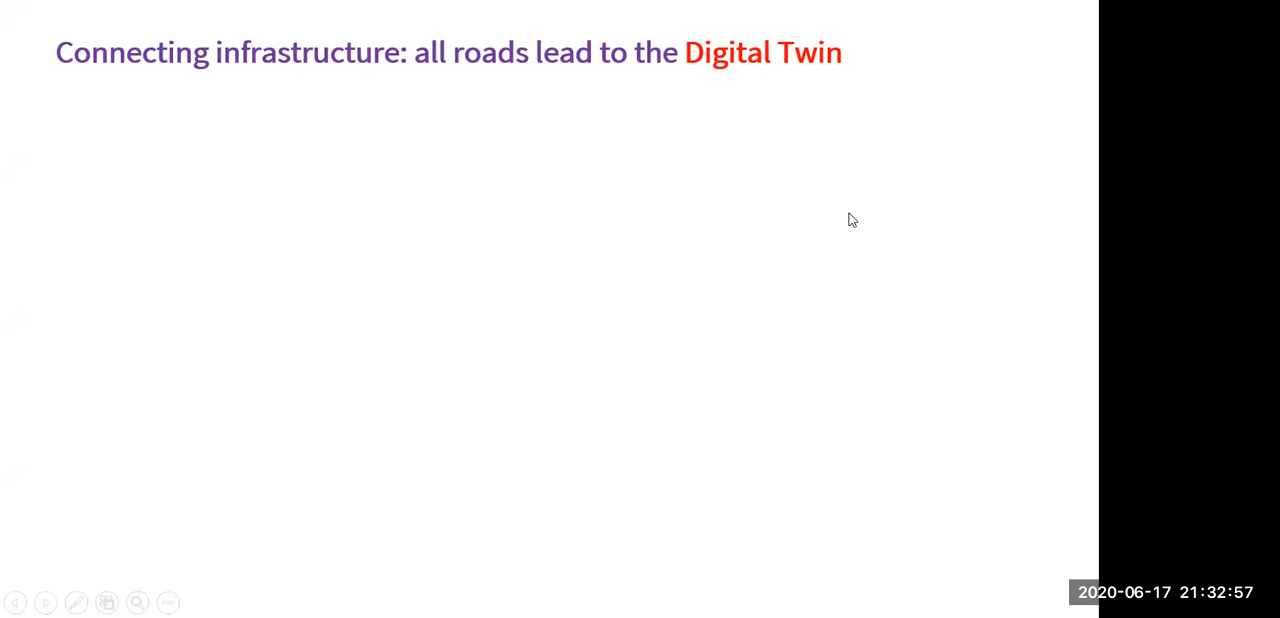 Connecting infrastructure: all roads lead to the Digital Twin
2020-06-17 21:32:57